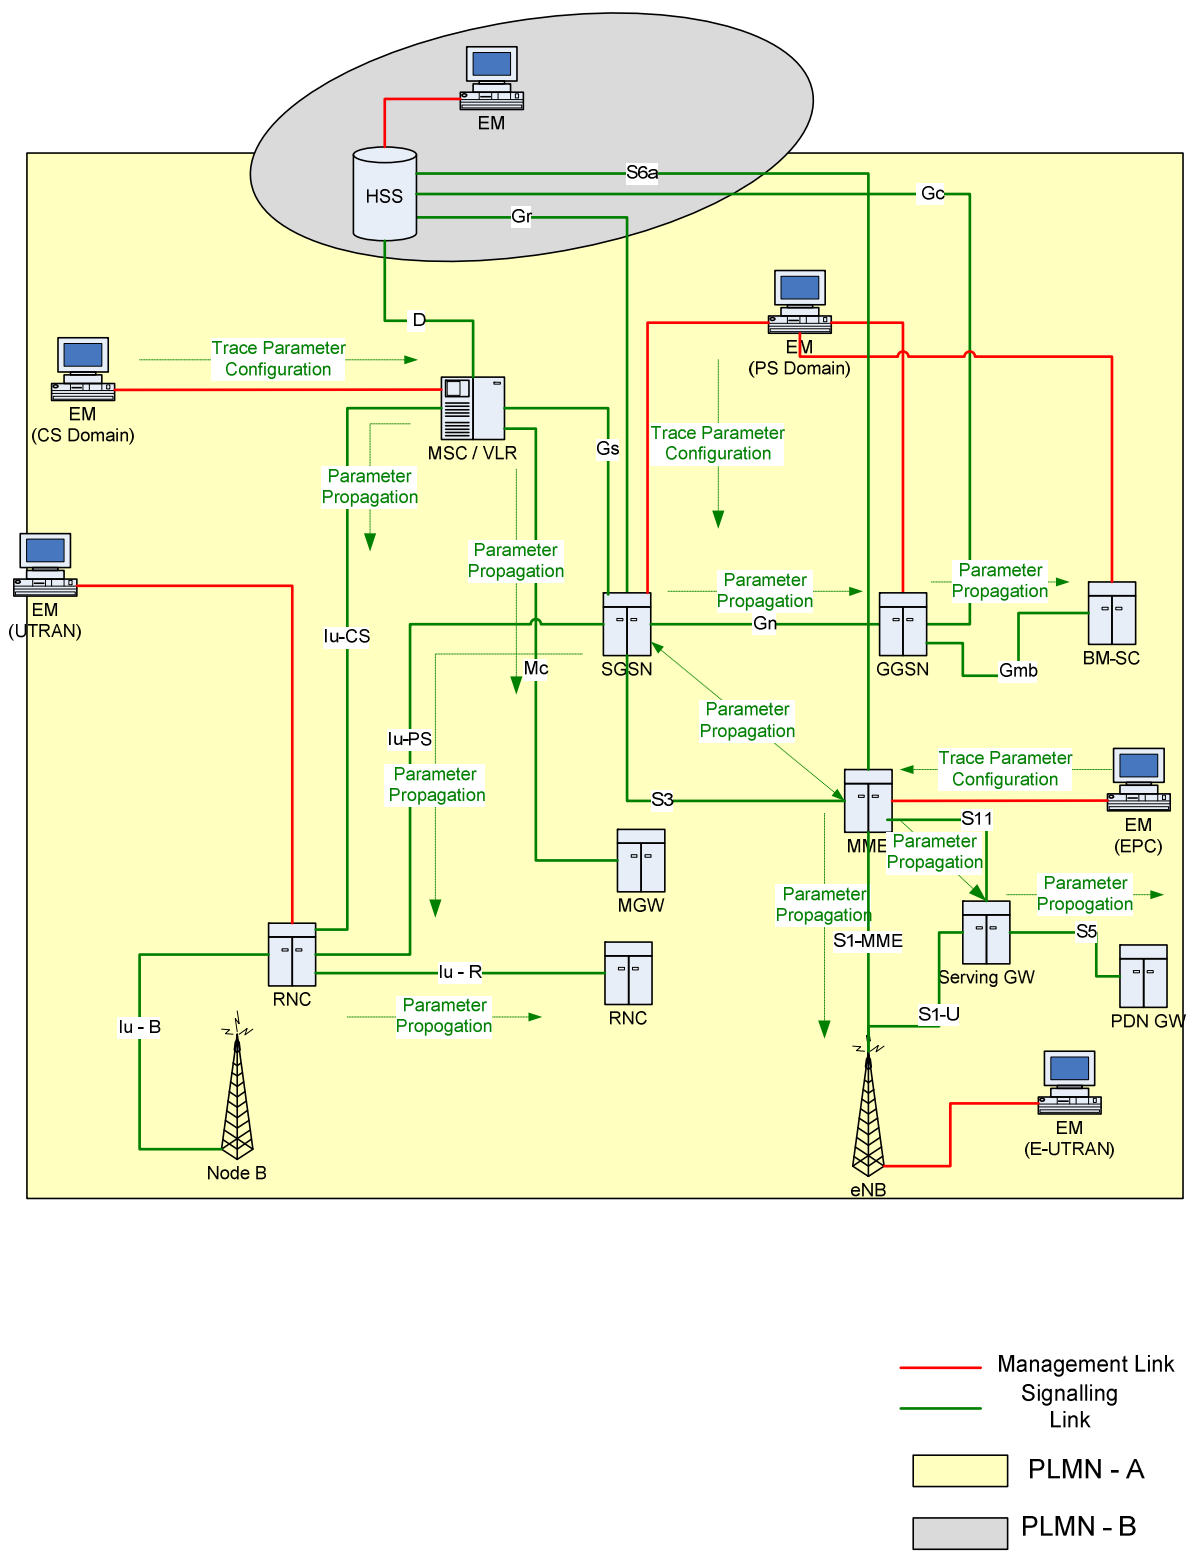 EM
HSS
S6a
Gc
Gr
D
Trace Parameter
Configuration
EM
(PS Domain)
EM
(CS Domain)
MSC / VLR
Gs
Trace Parameter
Configuration
Parameter
Propagation
Parameter
Propagation
Parameter
Propagation
Parameter
Propagation
EM
(UTRAN)
Iu-CS
Gn
SGSN
GGSN
BM-SC
Mc
Gmb
Parameter
Propagation
Iu-PS
Trace Parameter
Configuration
Parameter
Propagation
S3
S11
EM
(EPC)
MME
Parameter
Propagation
Parameter
Propogation
Parameter
Propagation
MGW
S1-MME
S5
Serving GW
Iu - R
RNC
Parameter
Propogation
RNC
S1-U
PDN GW
Iu - B
EM
(E-UTRAN)
Node B
eNB
Management Link
Signalling
Link
PLMN - A
PLMN - B